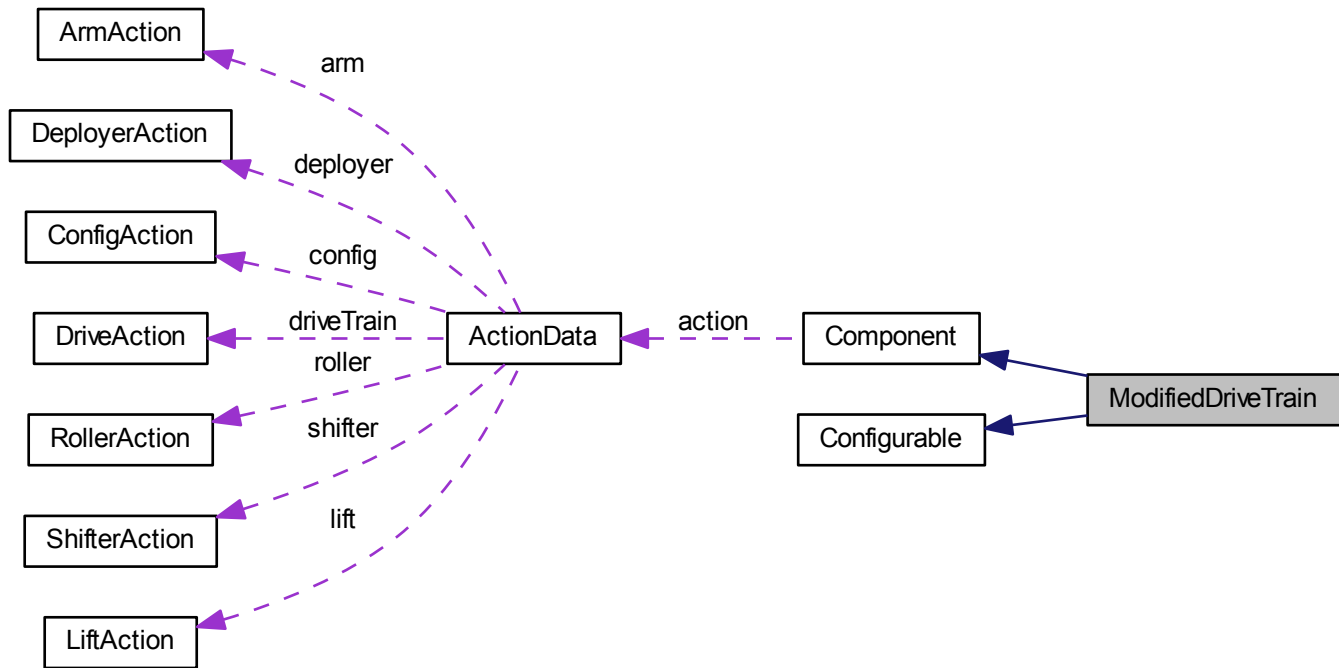 ArmAction
arm
DeployerAction
deployer
ConfigAction
config
DriveAction
driveTrain
ActionData
action
Component
roller
ModifiedDriveTrain
RollerAction
shifter
Configurable
ShifterAction
lift
LiftAction